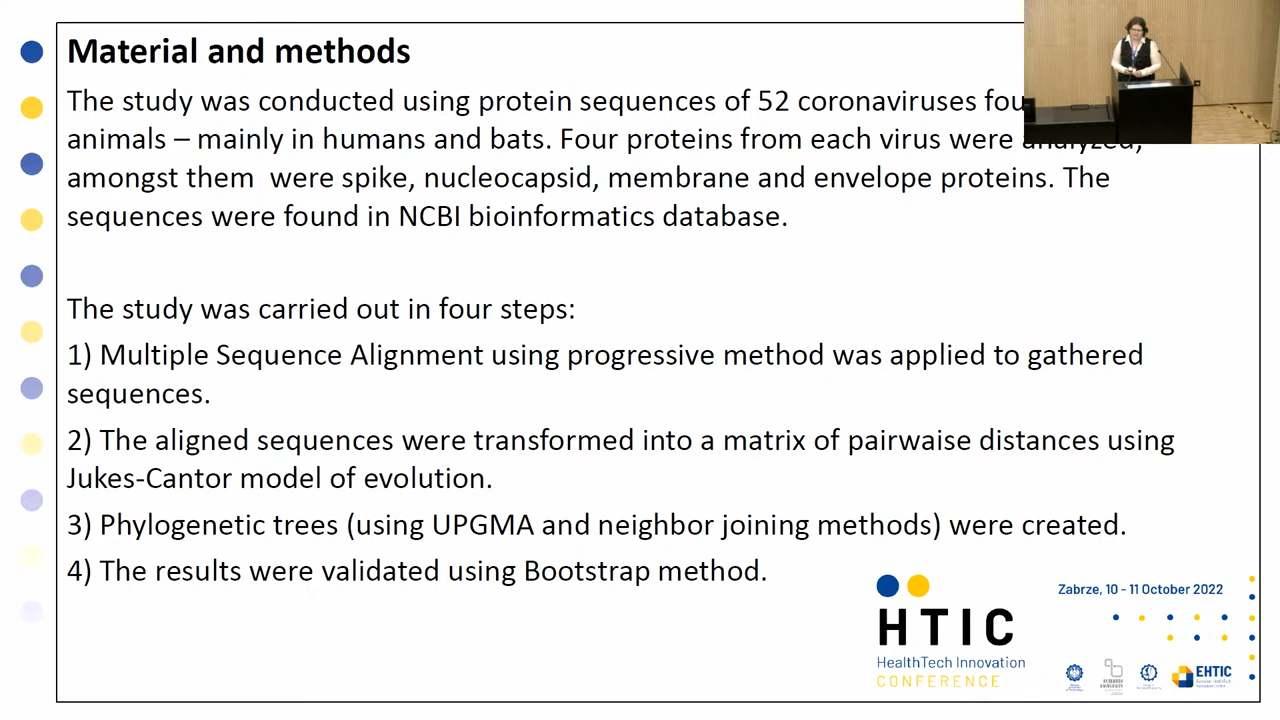 Material and methods
The study was conducted using protein sequences of 52 coronaviruses
animals – mainly in humans and bats. Four proteins from each virus were analyzed,
amongst them were spike, nucleocapsid, membrane and envelope proteins. The
sequences were found in NCBI bioinformatics database.
The study was carried out in four steps:
1) Multiple Sequence Alignment using progressive method was applied to gathered
sequences.
2) The aligned sequences were transformed into a matrix of pairwaise distances using
Jukes-Cantor model of evolution.
3) Phylogenetic trees (using UPGMA and neighbor joining methods) were created.
4) The results were validated using Bootstrap method.
Zabrze, 10 - 11 October 2022
HTIC
HealthTech Innovation
CONFERENCE
EHTIC